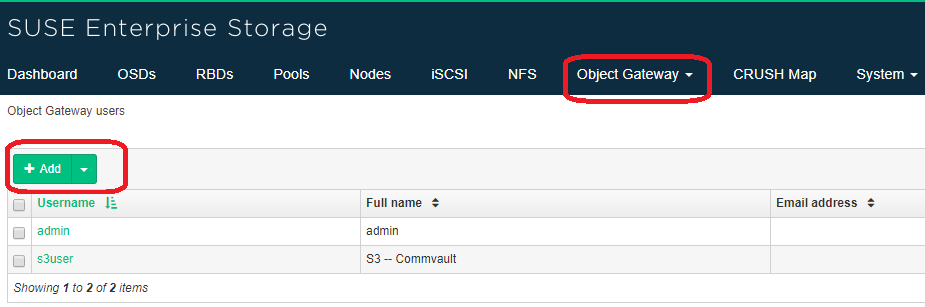 SUSE Enterprise Storage
Dashboard OSDs RBDs Pools Nodes iSCSI NFS Object Gateway CRUSH Map System
Object Gateway users
+ Add
Username Full name Email address
admin admin
s3user S3 -- Commvault
Showing 1 to 2 of 2 items